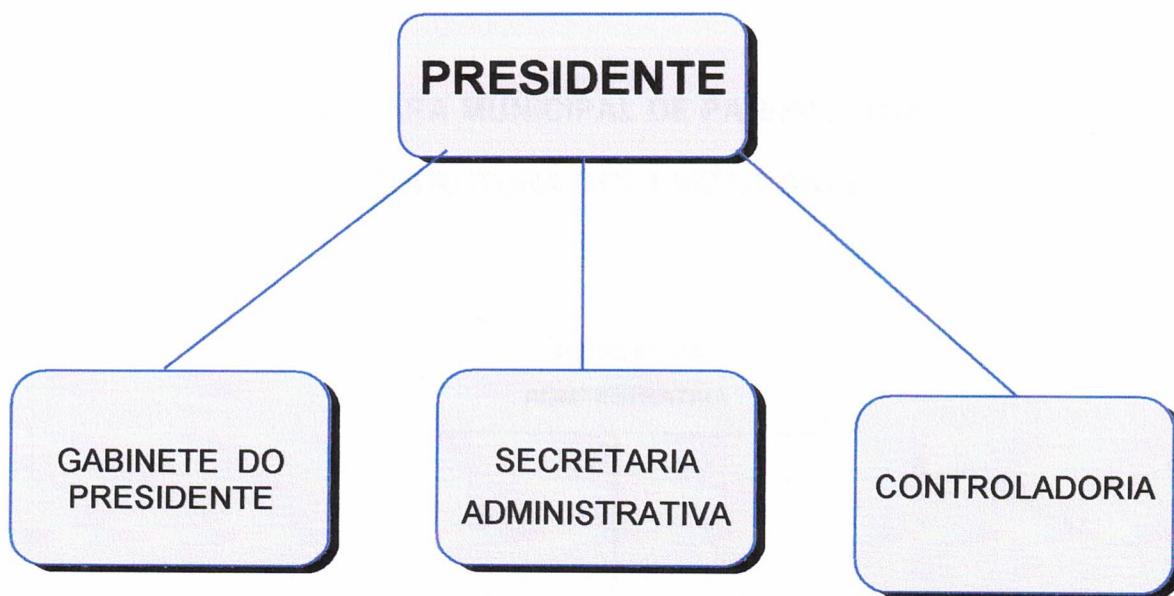 PRESIDENTE
GABINETE DO
PRESIDENTE
SECRETARIA
ADMINISTRATIVA
CONTROLADORIA